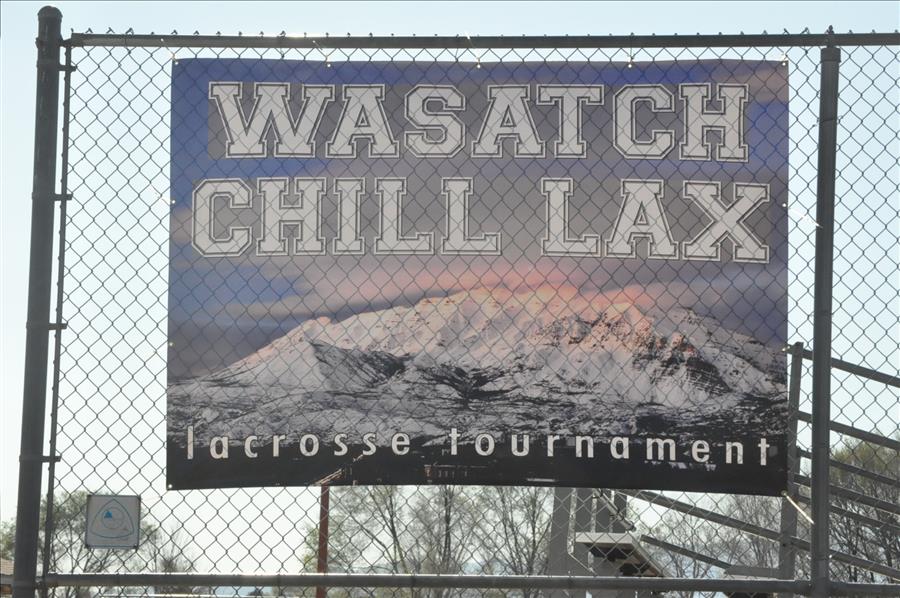 WASATCH
CHILL LAX
lacrosse tournament